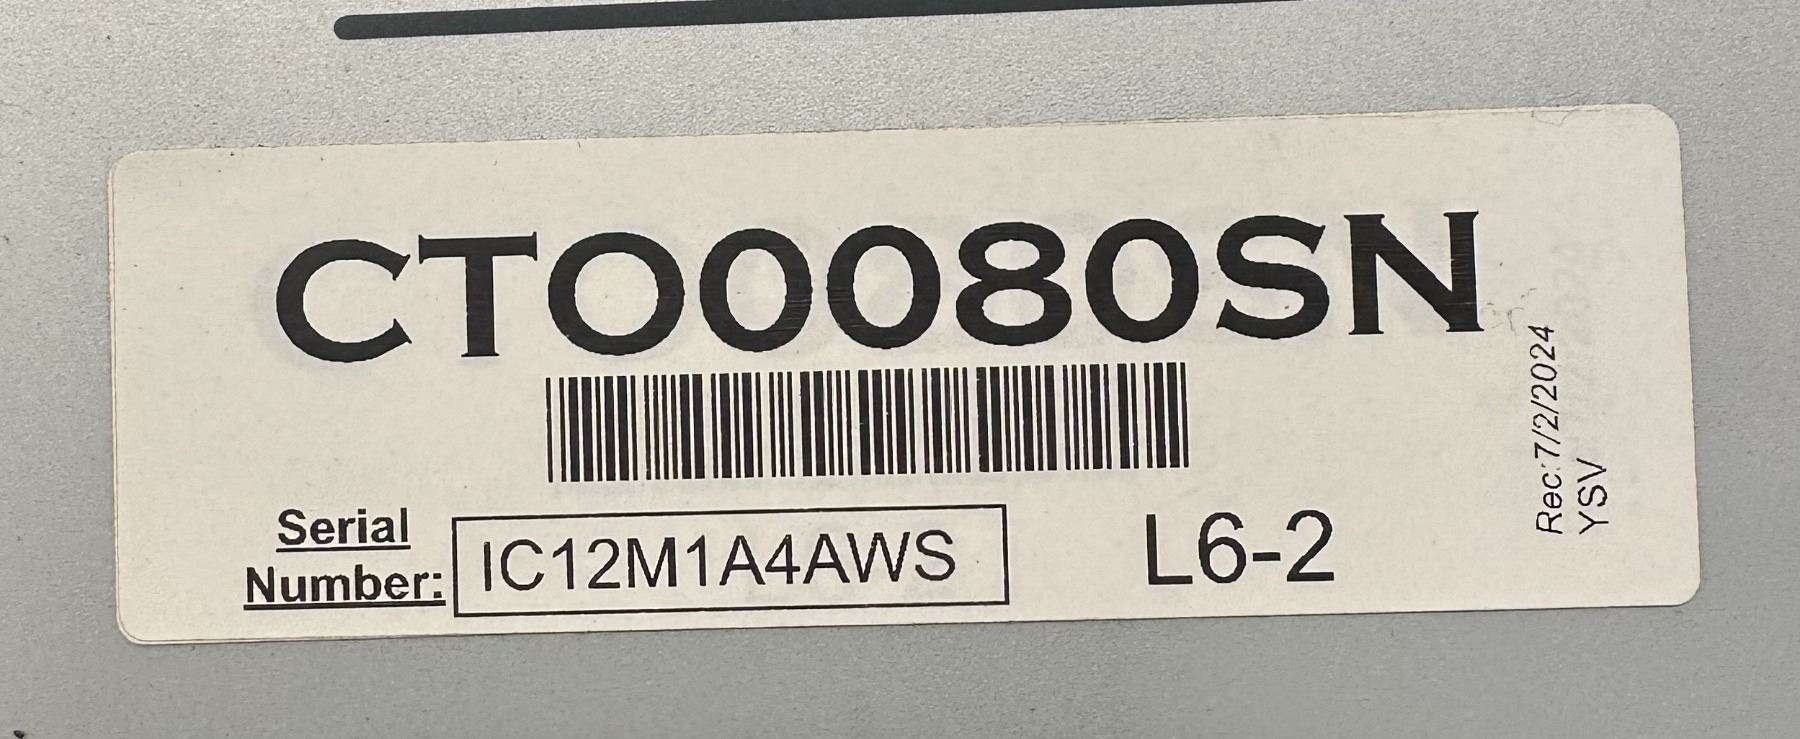 CTO0080SN
Serial
Number:
IC12M1A4AWS
L6-2
Rec:7/2/2024
YSV